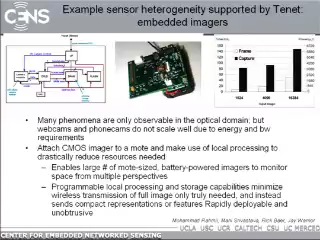 CENS
Example sensor heterogeneity supported by Tenet:
embedded imagers
Frame
Capture
1024
4096
16384
• Many phenomena are only observable in the optical domain; but
webcams and phonecams do not scale well due to energy and bw
requirements
• Attach CMOS imager to a mote and make use of local processing to
drastically reduce resources needed
– Enables large # of mote-sized, battery-powered imagers to monitor
space from multiple perspectives
– Programmable local processing and storage capabilities minimize
wireless transmission of full image only truly needed, and instead
sends compact representations or features Rapidly deployable and
unobtrusive
Mohammad Rahimi, Mani Srivastava, Rick Baer, Jay Warrior
CENTER FOR EMBEDDED NETWORKED SENSING
UCLA USC UCR CALTECH CSU UC MERCED